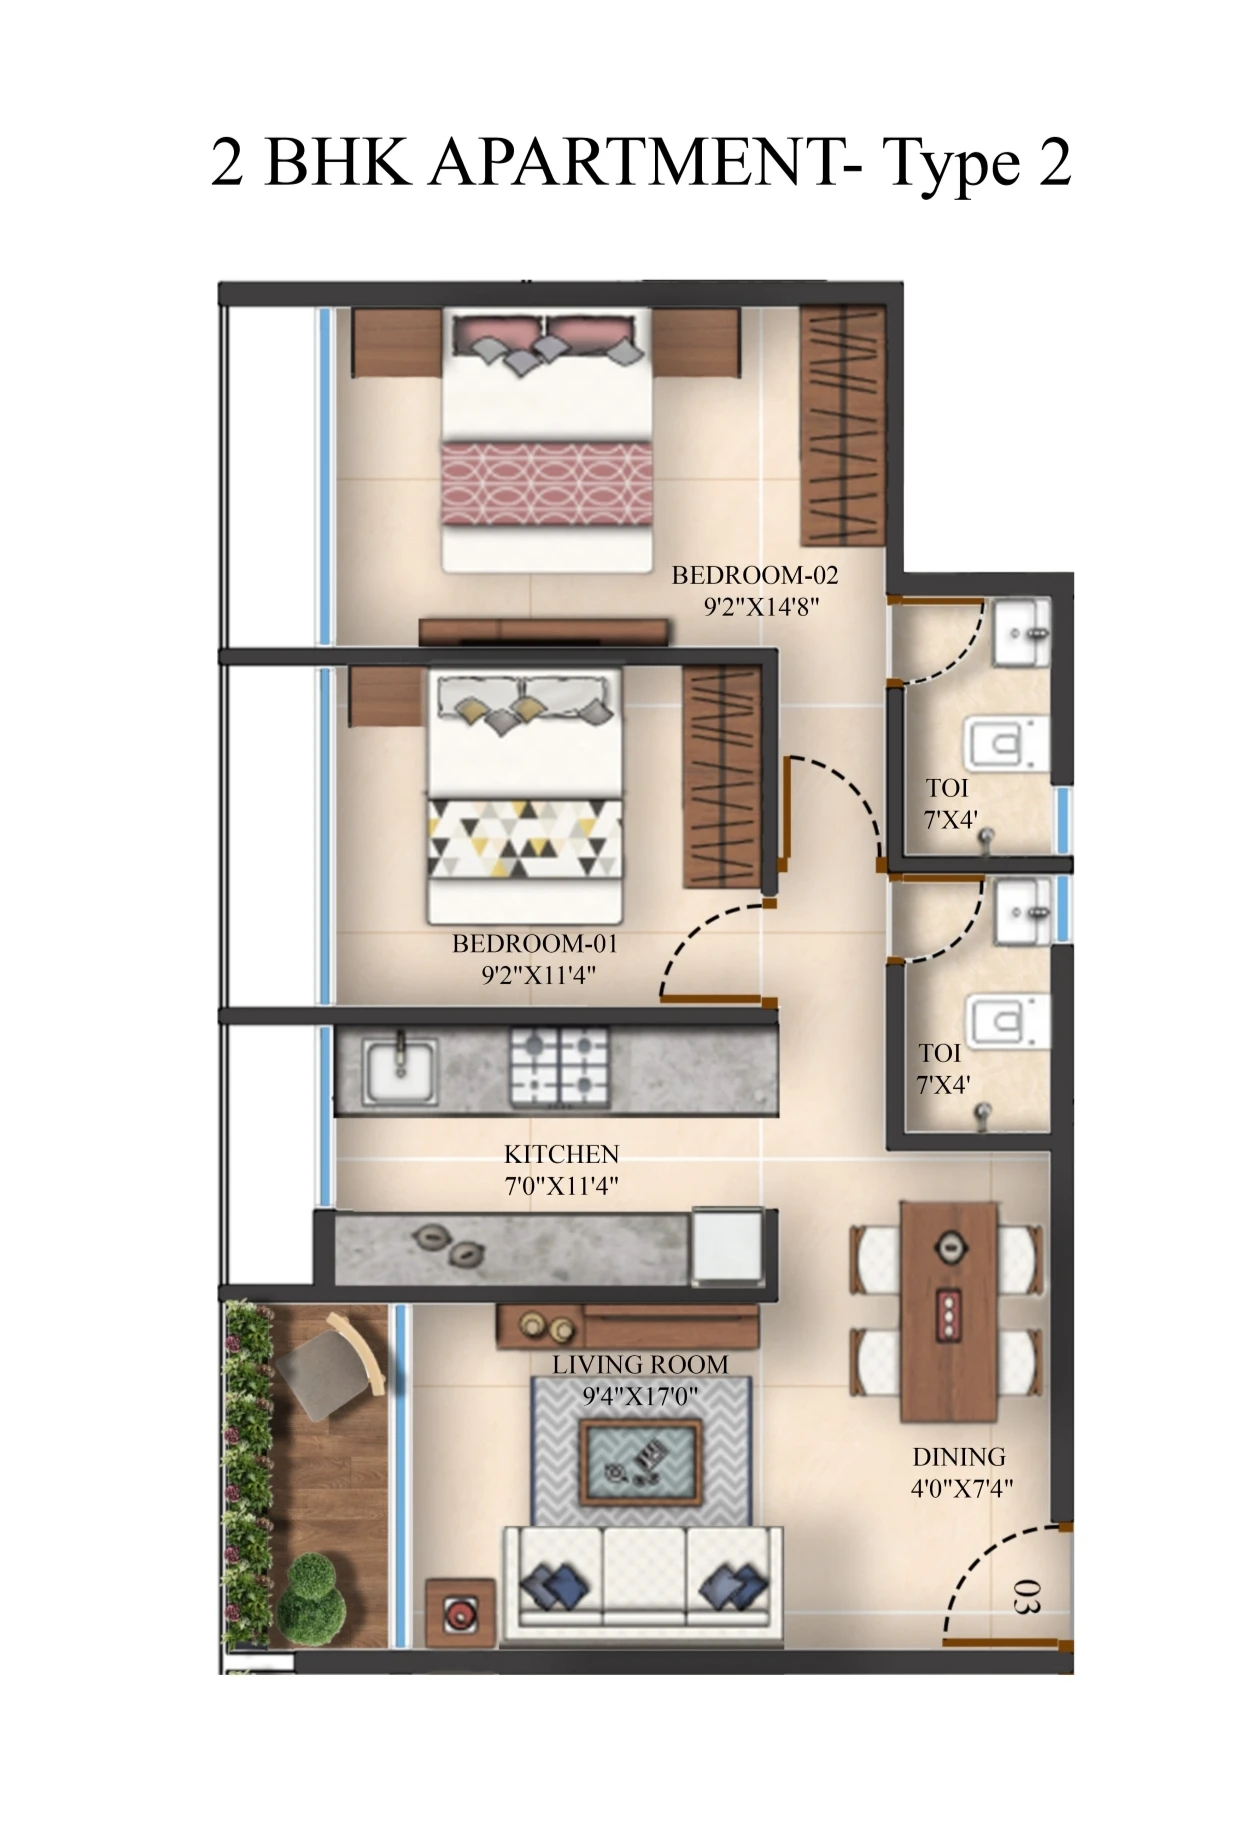 2 BHK APARTMENT- Type 2
BEDROOM-02
9'2"X14'8"
TOI
7'X4'
BEDROOM-01
9'2"X11'4"
TOI
7'X4'
KITCHEN
7'0"X11'4"
LIVING ROOM
9'4"X17'0"
DINING
4'0"X7'4"
03